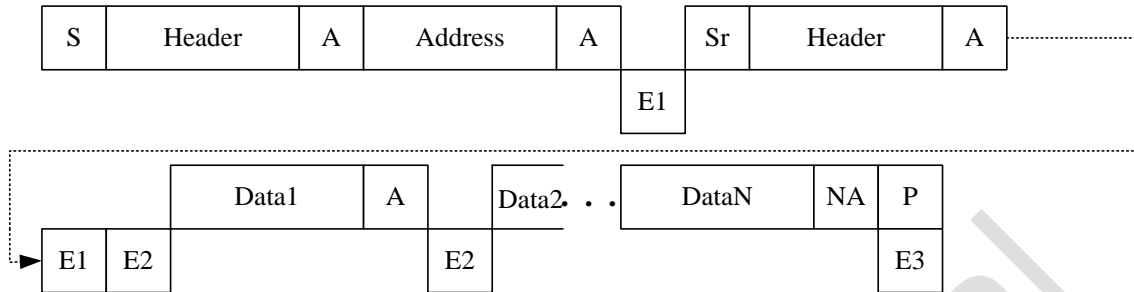 S Header A Address A Sr Header A
E1
Data1 A Data2 . . . DataN NA P
E1 E2 E2 E3